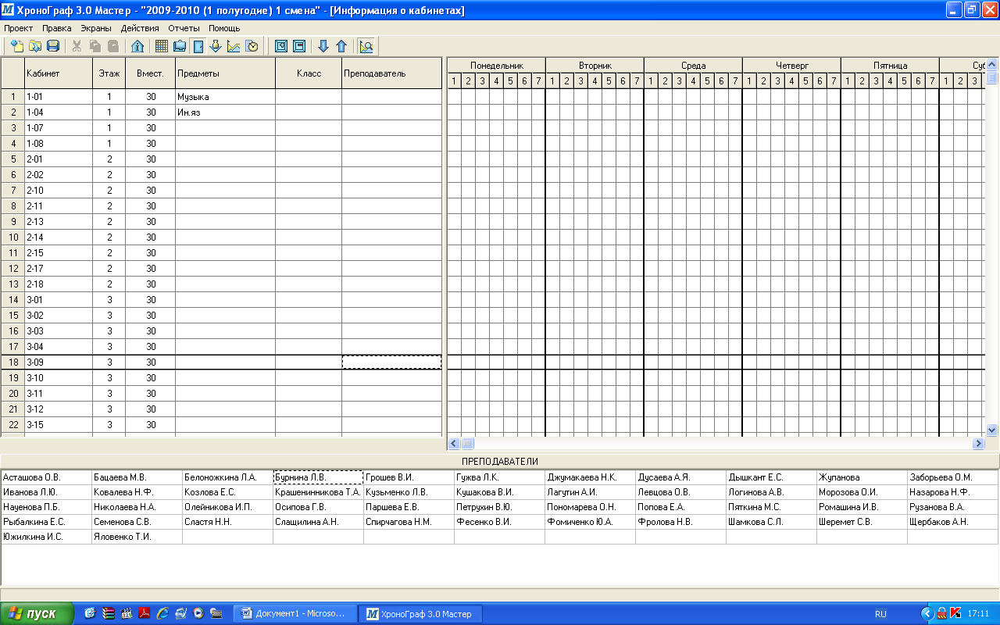 ХроноГраф 3.0 Мастер - "2009-2010 (1 полугодие) 1 смена" - [Информация о кабинетах]
Проект Правка Экраны Действия Отчеты Помощь
Кабинет Этаж Вмест. Предметы Класс Преподаватель Понедельник Вторник Среда Четверг Пятница Суб
1 2 3 4 5 6 7 1 2 3 4 5 6 7 1 2 3 4 5 6 7 1 2 3 4 5 6 7 1 2 3 4 5 6 7 1 2 3
1 1-01 1 30 Музыка
2 1-04 1 30 Ин.яз
3 1-07 1 30
4 1-08 1 30
5 2-01 2 30
6 2-02 2 30
7 2-10 2 30
8 2-11 2 30
9 2-13 2 30
10 2-14 2 30
11 2-15 2 30
12 2-17 2 30
13 2-18 2 30
14 3-01 3 30
15 3-02 3 30
16 3-03 3 30
17 3-04 3 30
18 3-09 3 30
19 3-10 3 30
20 3-11 3 30
21 3-12 3 30
22 3-15 3 30
ПРЕПОДАВАТЕЛИ
Асташова О.В. Бацаева М.В. Белоножкина Л.А. Бурнина Л.В. Грошев В.И. Гужва Л.К. Джумакаева Н.К. Дусаева А.Я. Дышкант Е.С. Жупанова Заборьева О.М.
Иванова Л.Ю. Ковалева Н.Ф. Козлова Е.С. Крашенинникова Т.А. Кузьменко Л.В. Кушакова В.И. Лагутин А.И. Левцова О.В. Логинова А.В. Морозова О.И. Назарова Н.Ф.
Науенова П.Б. Николаева Н.А. Олейникова И.П. Осипова Г.В. Паршева Е.В. Петрухин В.Ю. Пономарева О.Н. Попова Е.А. Пяткина М.С. Ромашина И.В. Рузанова В.А.
Рыбалкина Е.С. Семенова С.В. Сластя Н.Н. Слащилина А.Н. Спирчагова Н.М. Фесенко В.И. Фомиченко Ю.А. Фролова Н.В. Шамкова С.Л. Шеремет С.В. Щербаков А.Н.
Южилкина И.С. Яловенко Т.И.
пуск Документ1 - Microso... ХроноГраф 3.0 Мастер RU 17:11